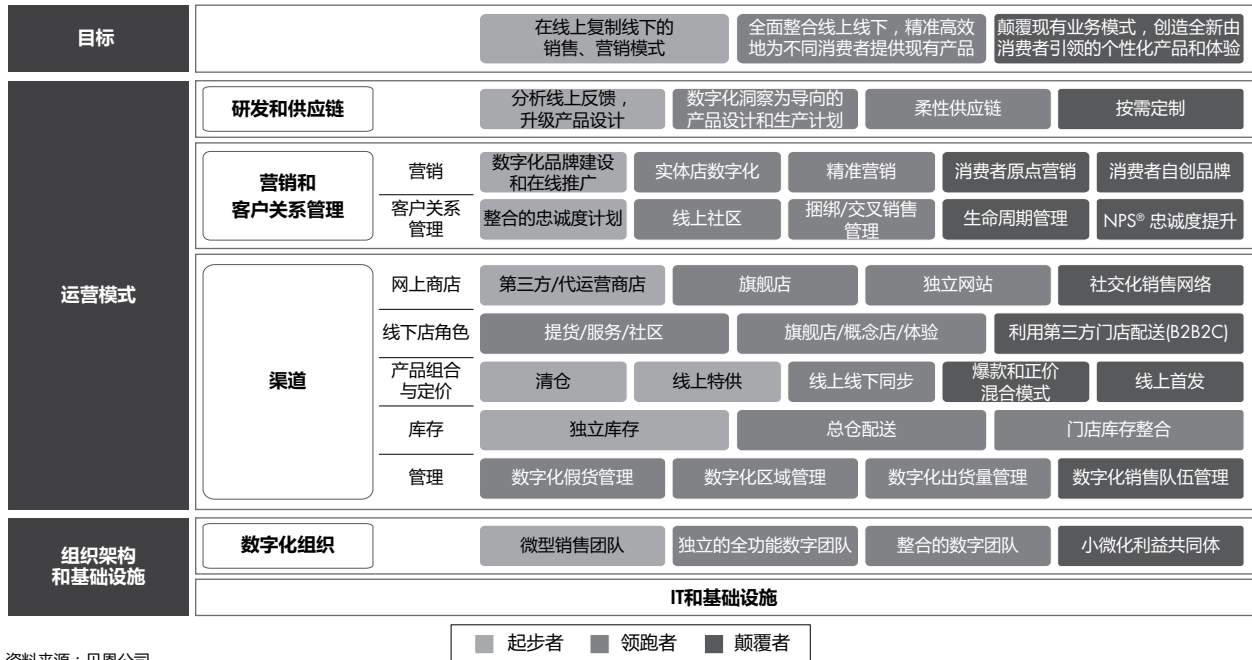 目标
在线上复制线下的
销售、营销模式
全面整合线上线下，精准高效
地为不同消费者提供现有产品
颠覆现有业务模式，创造全新由
消费者引领的个性化产品和体验
运营模式
研发和供应链
分析线上反馈，
升级产品设计
数字化洞察为导向的
产品设计和生产计划
柔性供应链
按需定制
营销和
客户关系管理
营销
数字化品牌建设
和在线推广
实体店数字化
精准营销
消费者原点营销
消费者自创品牌
客户关系
管理
整合的忠诚度计划
线上社区
捆绑/交叉销售
管理
生命周期管理
NPS® 忠诚度提升
渠道
网上商店
第三方/代运营商店
旗舰店
独立网站
社交化销售网络
线下店角色
提货/服务/社区
旗舰店/概念店/体验
利用第三方门店配送(B2B2C)
产品组合
与定价
清仓
线上特供
线上线下同步
爆款和正价
混合模式
线上首发
库存
独立库存
总仓配送
门店库存整合
管理
数字化假货管理
数字化区域管理
数字化出货量管理
数字化销售队伍管理
组织架构
和基础设施
数字化组织
微型销售团队
独立的全功能数字团队
整合的数字团队
小微化利益共同体
IT和基础设施
起步者
领跑者
颠覆者
资料来源：贝恩公司